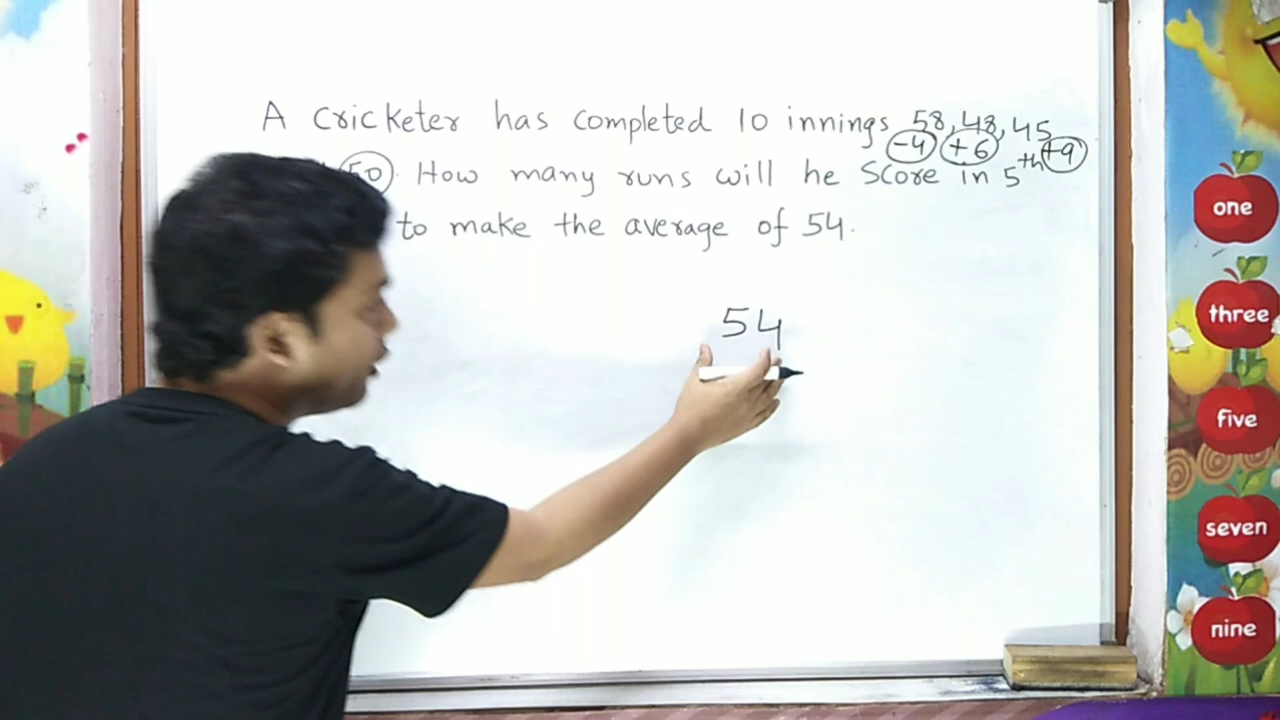 A cricketer has completed 10 innings 58, 48, 45
-4 +6 +9
50. How many runs will he score in 5th
to make the average of 54.
54
one
three
five
seven
nine